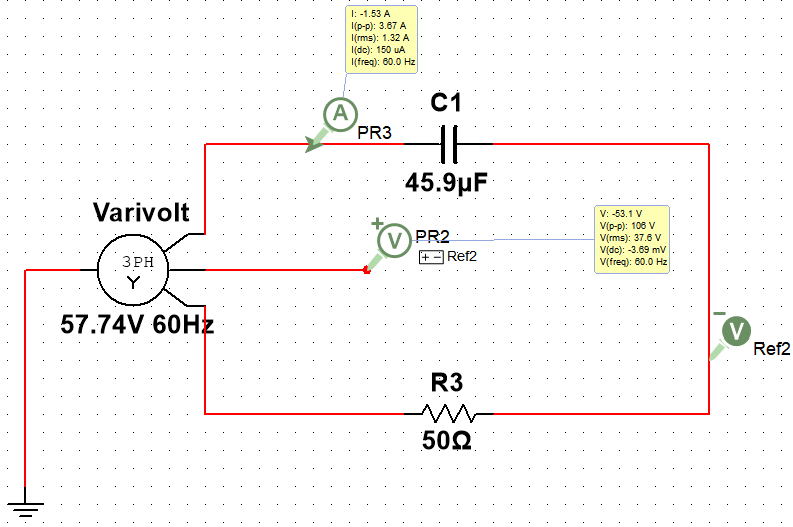 I: -1.53 A
I(p-p): 3.67 A
I(rms): 1.32 A
I(dc): 150 uA
I(freq): 60.0 Hz
A
PR3
C1
45.9µF
Varivolt
3PH
Y
57.74V 60Hz
+
V
PR2
+ -
Ref2
V: -53.1 V
V(p-p): 106 V
V(rms): 37.6 V
V(dc): -3.69 mV
V(freq): 60.0 Hz
−
V
Ref2
R3
50Ω